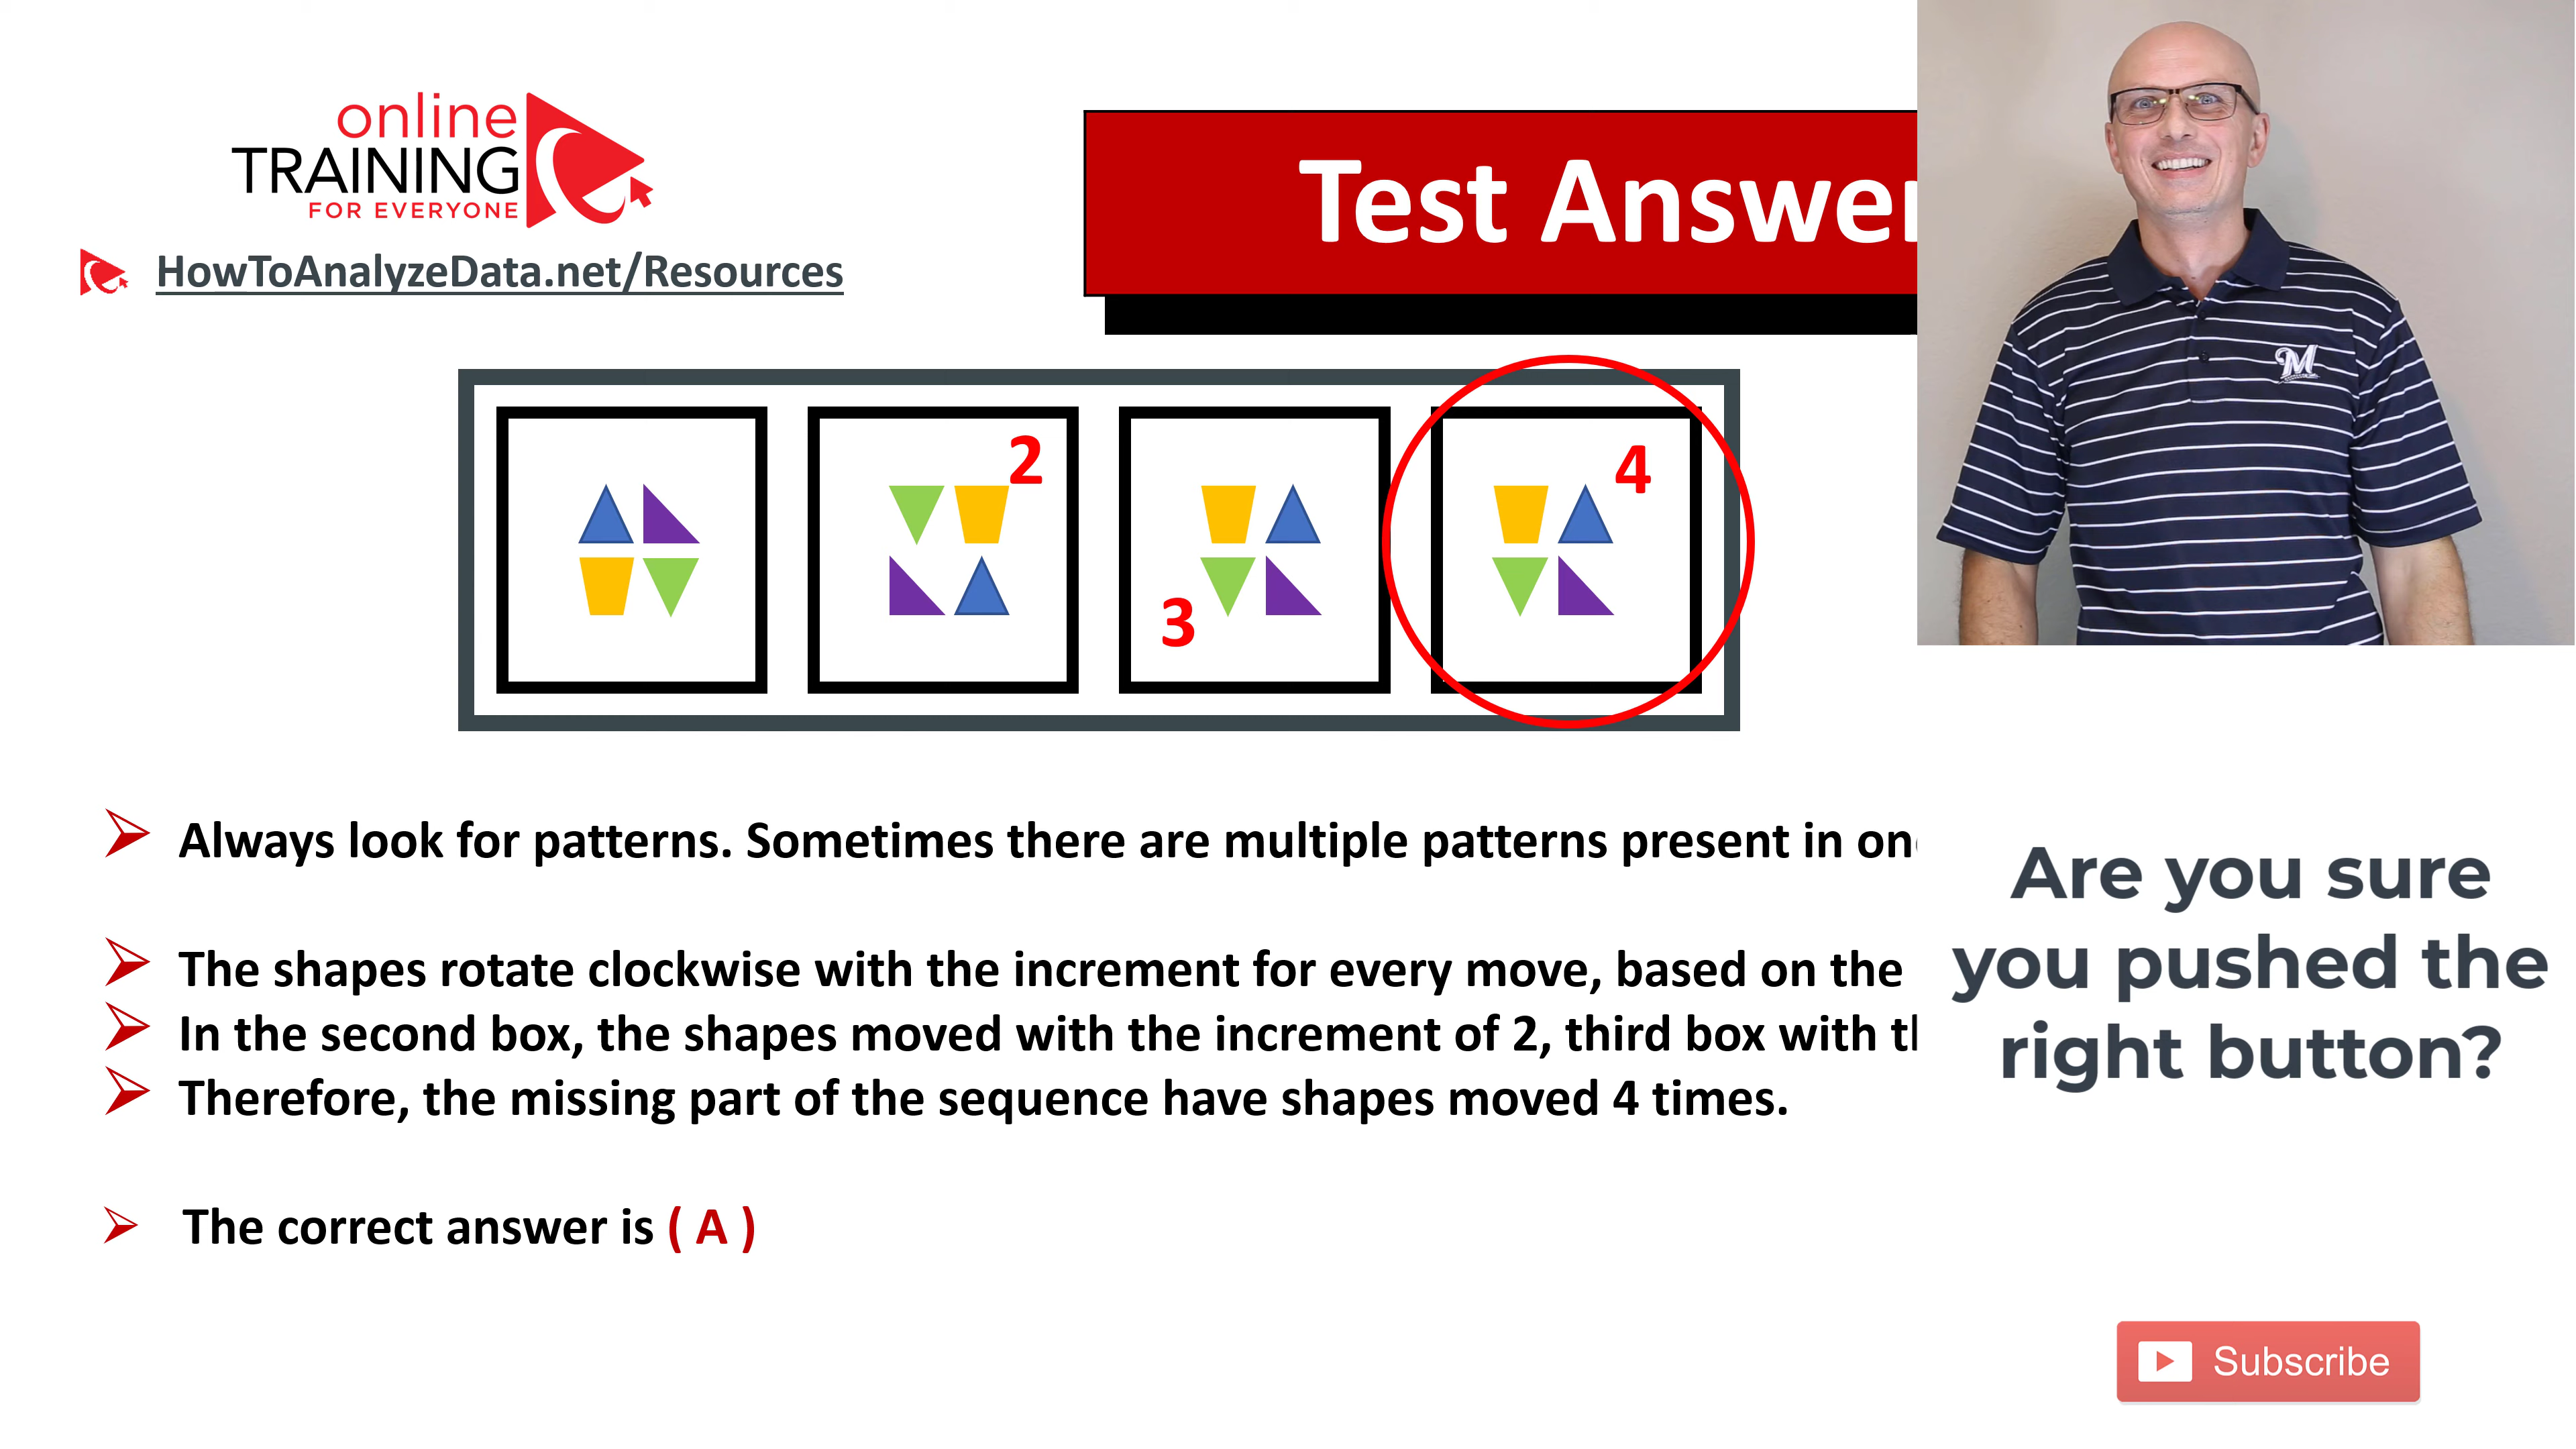 online
TRAINING
FOR EVERYONE
HowToAnalyzeData.net/Resources
Test Answer
M
2
3
4
Always look for patterns. Sometimes there are multiple patterns present in
The shapes rotate clockwise with the increment for every move, based on the
In the second box, the shapes moved with the increment of 2, third box with
Therefore, the missing part of the sequence have shapes moved 4 times.
The correct answer is ( A )
Are you sure
you pushed the
right button?
Subscribe